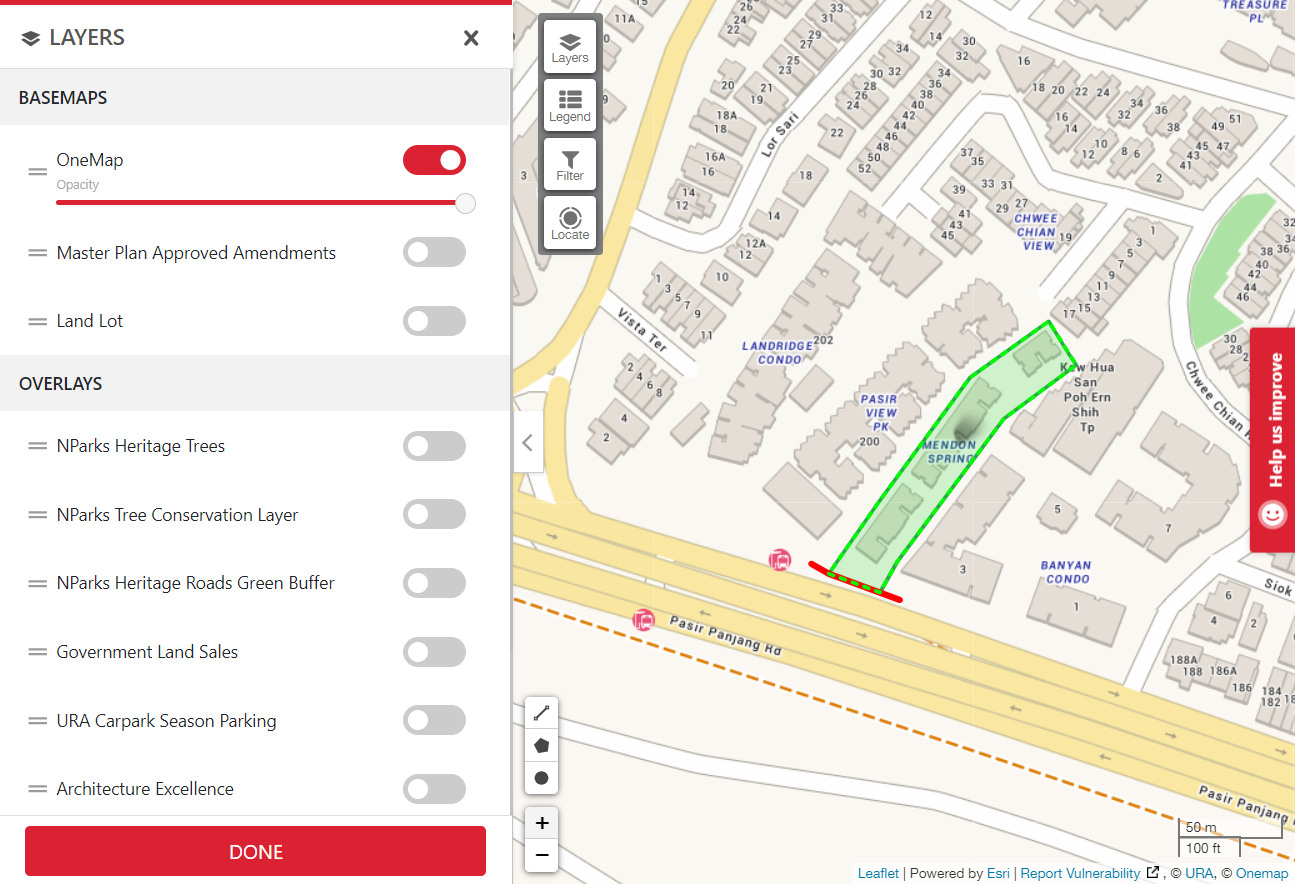 LAYERS
BASEMAPS
OneMap
Opacity
Master Plan Approved Amendments
Land Lot
OVERLAYS
NParks Heritage Trees
NParks Tree Conservation Layer
NParks Heritage Roads Green Buffer
Government Land Sales
URA Carpark Season Parking
Architecture Excellence
DONE
Layers
Legend
Filter
Locate
TREASURE
PL
11A
26
24
22
33
31
29
27
25
23
20
21
19
18A
18
16A
16
14
12
Lor Sari
12
14
34
30
32
30 32
28
26
24
22
34
36
38
40
42
44
46
48
50
52
18
14
12A
12
10
16
18 20 22 24
34
32
36
38
16
14
12
10
8 6
2
49 51
45 47
43
41
37
35
33 31
29 27
39
41
43
45
CHWEE
CHIAN
VIEW
19
1
3
5
7
9
11
13
15
17
1
3
5
7
9
11
Vista Ter
2
4
6
8
4
2
LANDRIDGE
CONDO
202
PASIR
VIEW
PK
200
MENDON
SPRING
Kew Hua
San
Poh Ern
Shih
Tp
32
36
38
40
42
44
46
30
28
Chwee Chian
Help us improve
3
5
7
3
BANYAN
CONDO
1
Siok
6
4
2
188A
188 186A
186
184
182
Pasir Panjang Rd
Pasir Panjang
50 m
100 ft
+
−
Leaflet | Powered by Esri | Report Vulnerability , © URA, © Onemap